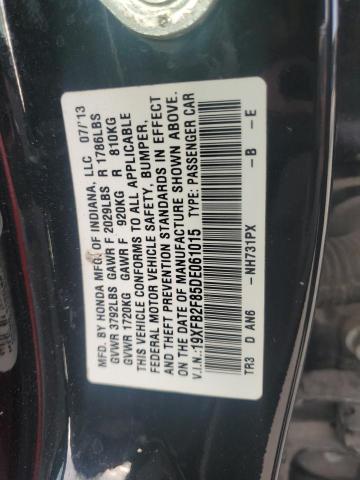 MFD. BY HONDA MFG. OF INDIANA, LLC 07/'13
GVWR 3792LBS GAWR F 2029LBS R 1786LBS
GVWR 1720KG GAWR F 920KG R 810KG
THIS VEHICLE CONFORMS TO ALL APPLICABLE
FEDERAL MOTOR VEHICLE SAFETY, BUMPER,
AND THEFT PREVENTION STANDARDS IN EFFECT
ON THE DATE OF MANUFACTURE SHOWN ABOVE.
V.I.N.: 19XFB2F85DE061015 TYPE: PASSENGER CAR
TR3 D AN6 -NH731PX -B -E